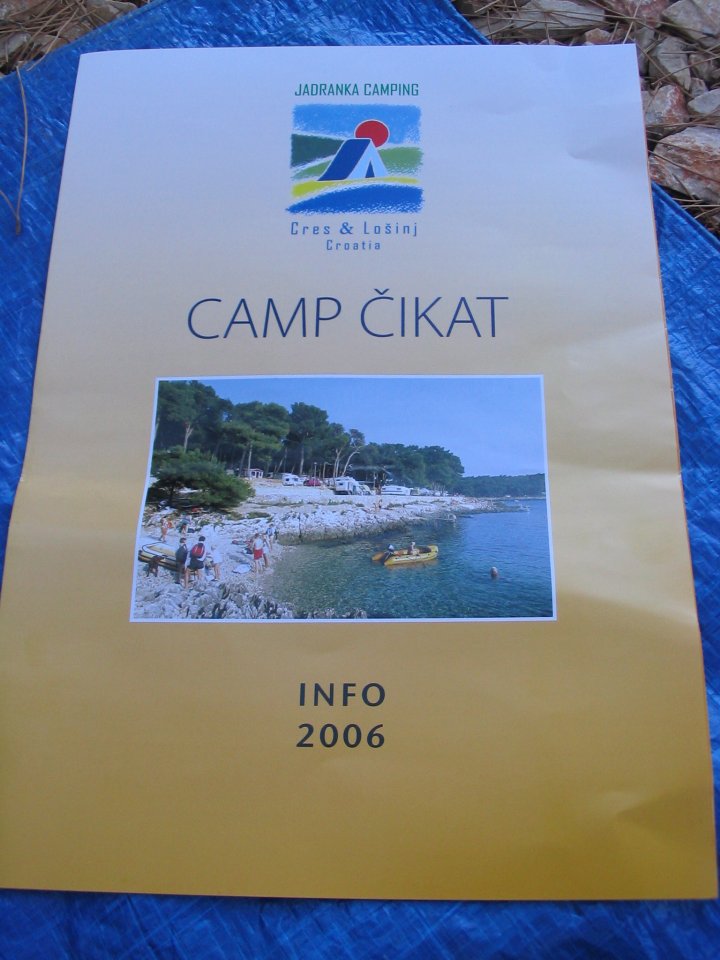 JADRANKA CAMPING
Cres & Lošinj
Croatia
CAMP ČIKAT
INFO
2006